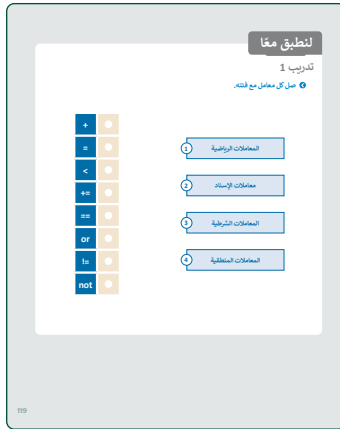 لنطبق معًا
تدريب 1
صل كل معامل مع فئته.
+
=
<
+=
==
or
!=
not
المعاملات الرياضية 1
معاملات الإسناد 2
المعاملات الشرطية 3
المعاملات المنطقية 4
119